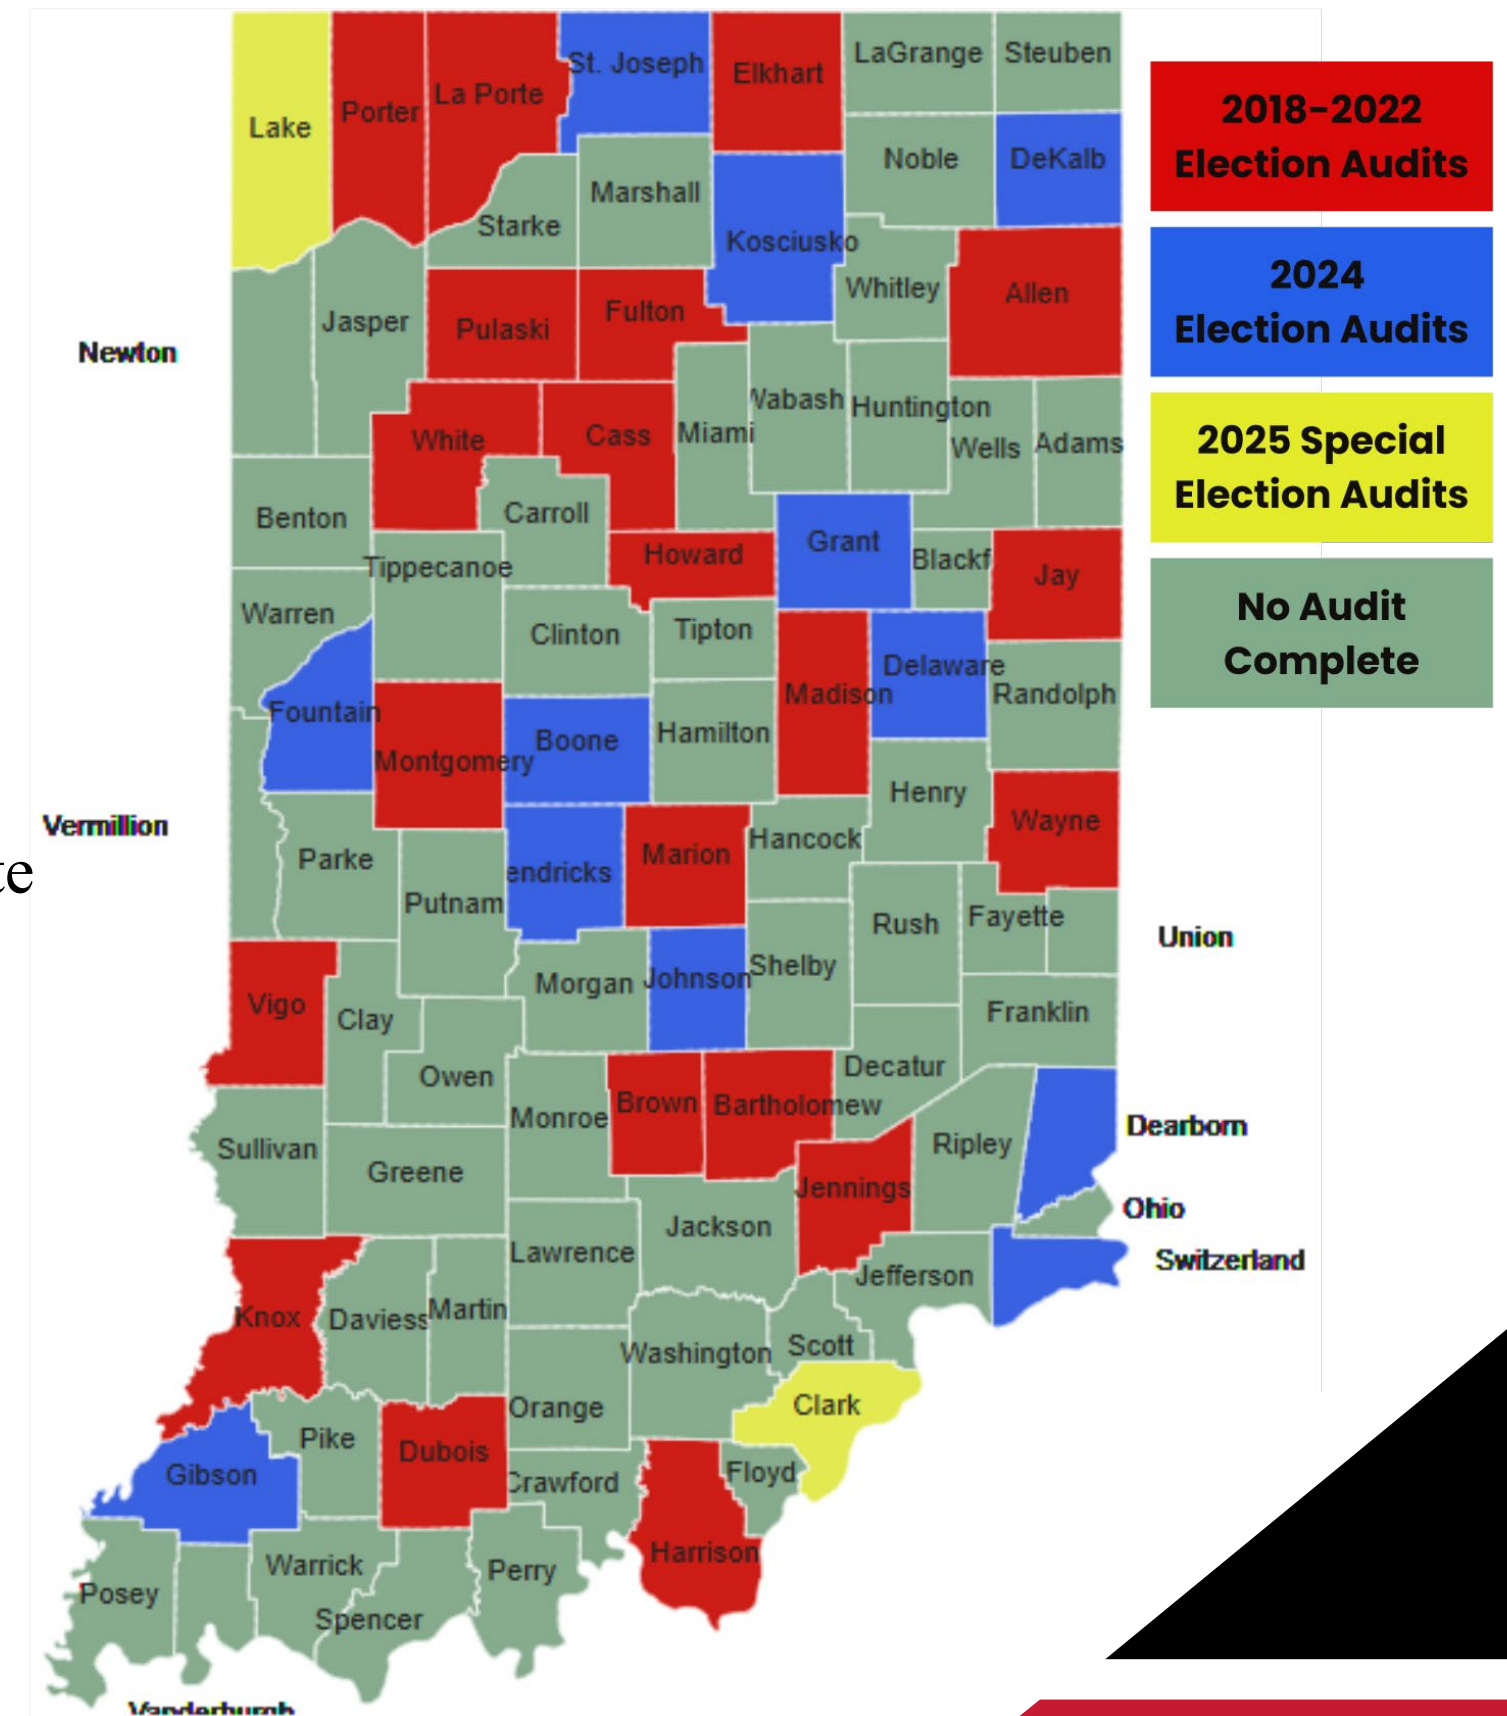 St. Joseph
LaGrange
Steuben
Elkhart
La Porte
Porter
Lake
Noble
DeKalb
Marshall
Starke
Kosciusko
Whitley
Allen
Jasper
Pulaski
Fulton
Newton
Wabash
Huntington
Miami
White
Cass
Wells
Adams
Benton
Carroll
Grant
Howard
Blackf
Jay
Tippecanoe
Warren
Clinton
Tipton
Delaware
Madison
Randolph
Fountain
Boone
Hamilton
Montgomery
Henry
Wayne
Vermillion
Hancock
Marion
Parke
endricks
te
Putnam
Rush
Fayette
Union
Shelby
Johnson
Morgan
Vigo
Clay
Franklin
Decatur
Owen
Brown
Bartholomew
Monroe
Dearborn
Ripley
Sullivan
Greene
Jennings
Ohio
Jackson
Lawrence
Switzerland
Jefferson
Knox
Daviess
Martin
Scott
Washington
Clark
Orange
Pike
Dubois
Gibson
Floyd
Crawford
Harrison
Warrick
Perry
Posey
Spencer
Vanderburgh
2018-2022
Election Audits
2024
Election Audits
2025 Special
Election Audits
No Audit
Complete